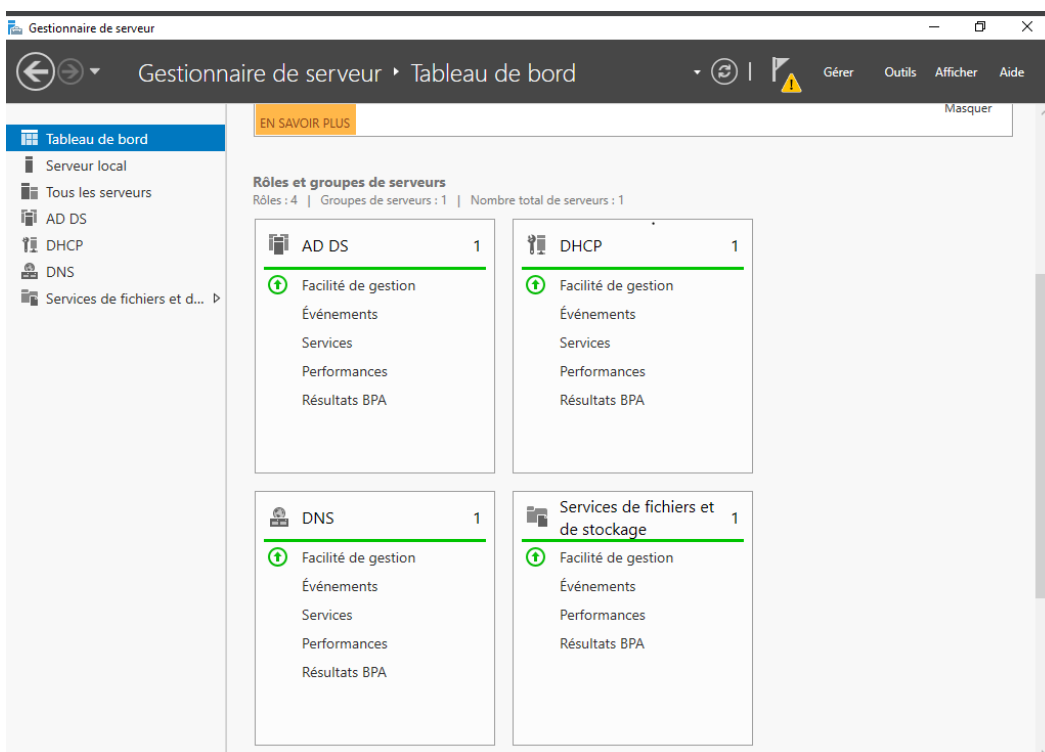 Gestionnaire de serveur
Gestionnaire de serveur ‣ Tableau de bord
Gérer Outils Afficher Aide
Tableau de bord
Serveur local
Tous les serveurs
AD DS
DHCP
DNS
Services de fichiers et d...
EN SAVOIR PLUS
Masquer
Rôles et groupes de serveurs
Rôles : 4 | Groupes de serveurs : 1 | Nombre total de serveurs : 1
AD DS 1
Facilité de gestion
Événements
Services
Performances
Résultats BPA
DHCP 1
Facilité de gestion
Événements
Services
Performances
Résultats BPA
DNS 1
Facilité de gestion
Événements
Services
Performances
Résultats BPA
Services de fichiers et
de stockage 1
Facilité de gestion
Événements
Performances
Résultats BPA